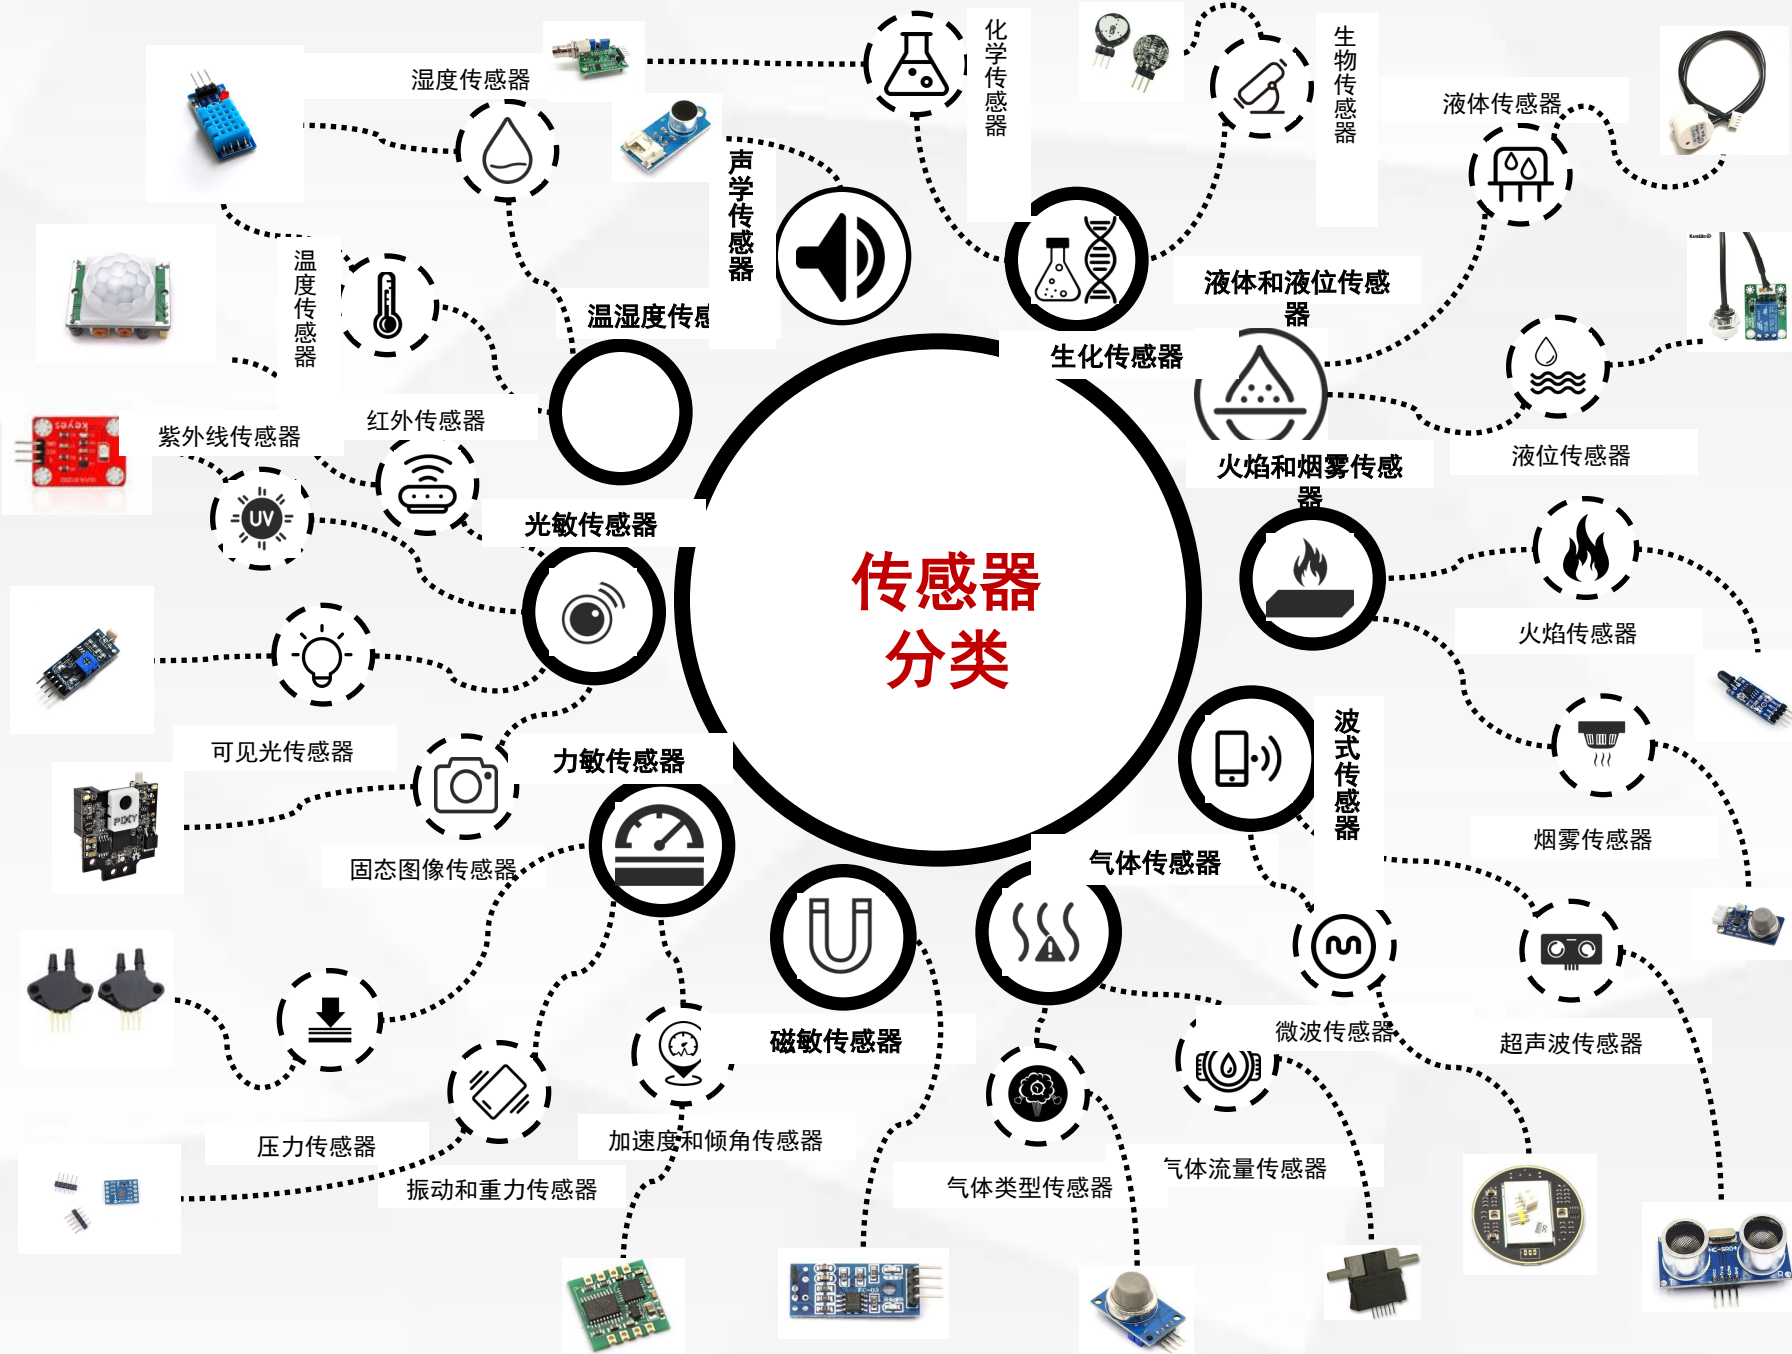 湿度传感器
化学传感器
生物传感器
液体传感器
声学传感器
温度传感器
温湿度传感
液体和液位传感
器
生化传感器
红外传感器
紫外线传感器
keyes
UV
光敏传感器
火焰和烟雾传感
器
液位传感器
传感器
分类
火焰传感器
可见光传感器
力敏传感器
波式传感器
PIXY
固态图像传感器
气体传感器
烟雾传感器
磁敏传感器
微波传感器
超声波传感器
压力传感器
加速度和倾角传感器
振动和重力传感器
气体类型传感器
气体流量传感器
HC-SR04